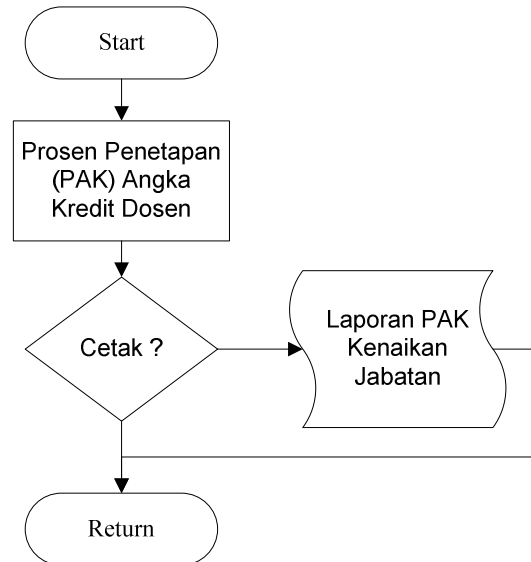 Start
Prosen Penetapan
(PAK) Angka
Kredit Dosen
Cetak ?
Laporan PAK
Kenaikan
Jabatan
Return